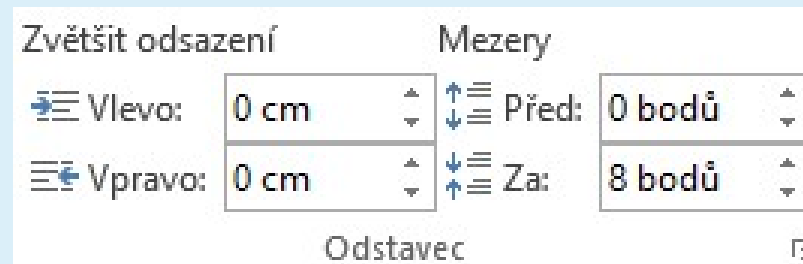 Zvětšit odsazení Mezery
Vlevo: 0 cm Před: 0 bodů
Vpravo: 0 cm Za: 8 bodů
Odstavec